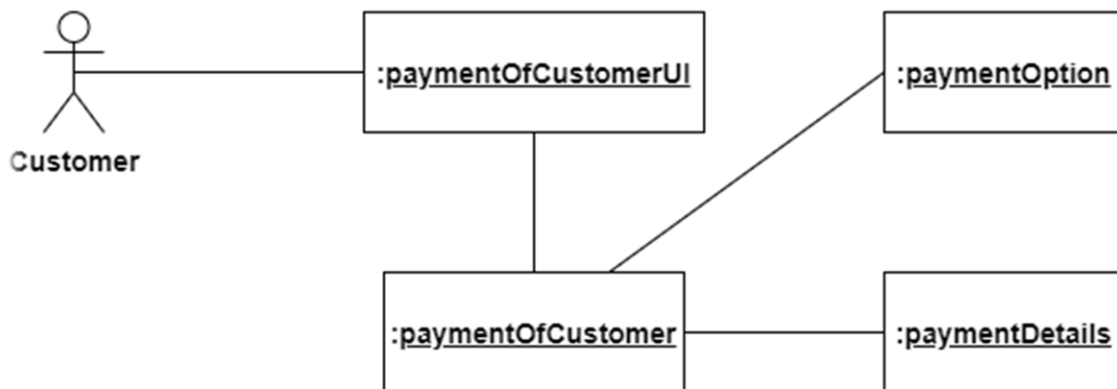 :paymentOfCustomerUI
:paymentOption
Customer
:paymentOfCustomer
:paymentDetails